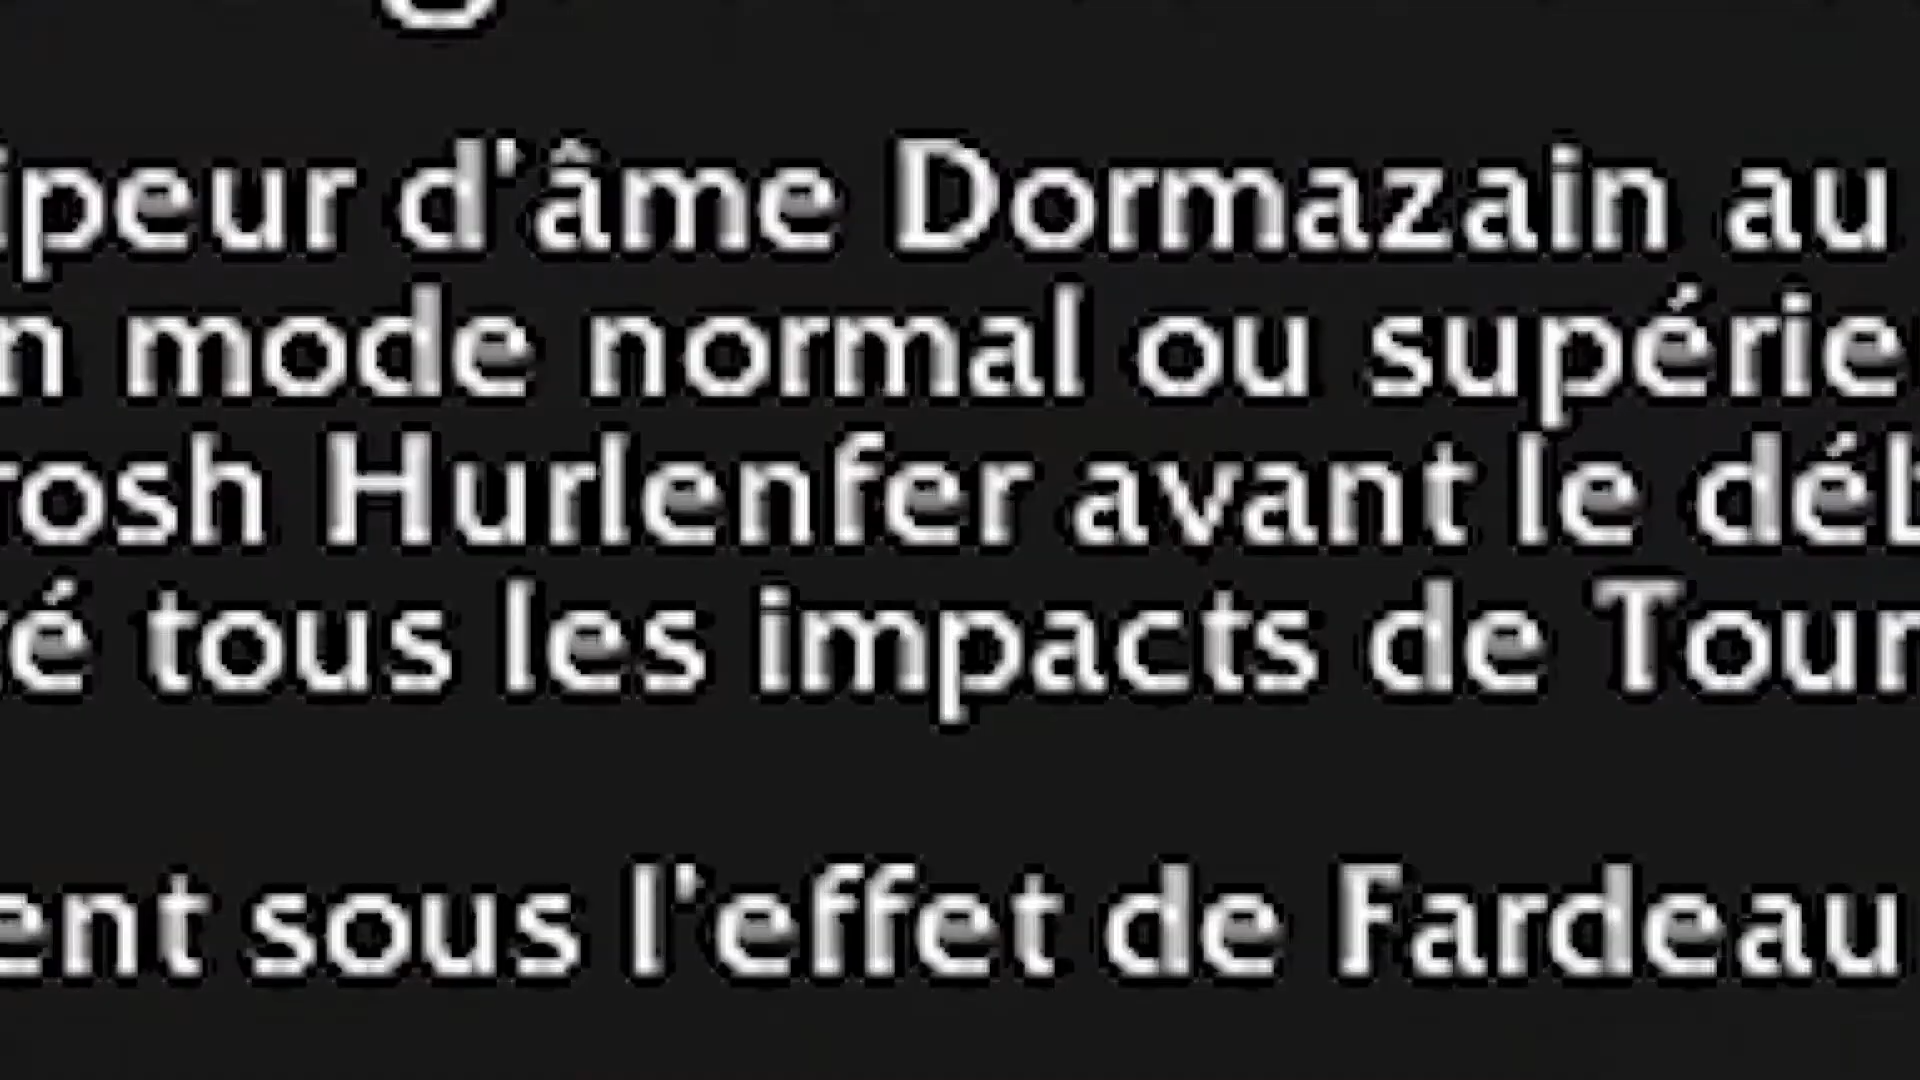 ipeur d'âme Dormazain au
n mode normal ou supérie
rosh Hurlenfer avant le déb
é tous les impacts de Tour
ent sous l'effet de Fardeau